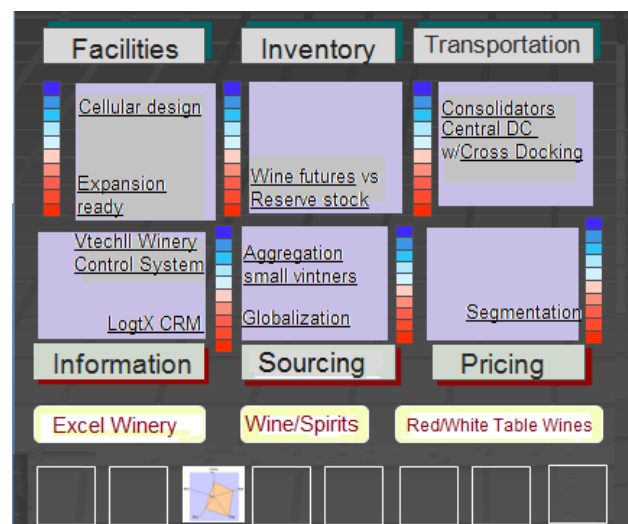 Facilities
Inventory
Transportation
Cellular design
Expansion
ready
Wine futures vs
Reserve stock
Consolidators
Central DC
w/Cross Docking
VtechII Winery
Control System
LogtX CRM
Aggregation
small vintners
Globalization
Segmentation
Information
Sourcing
Pricing
Excel Winery
Wine/Spirits
Red/White Table Wines